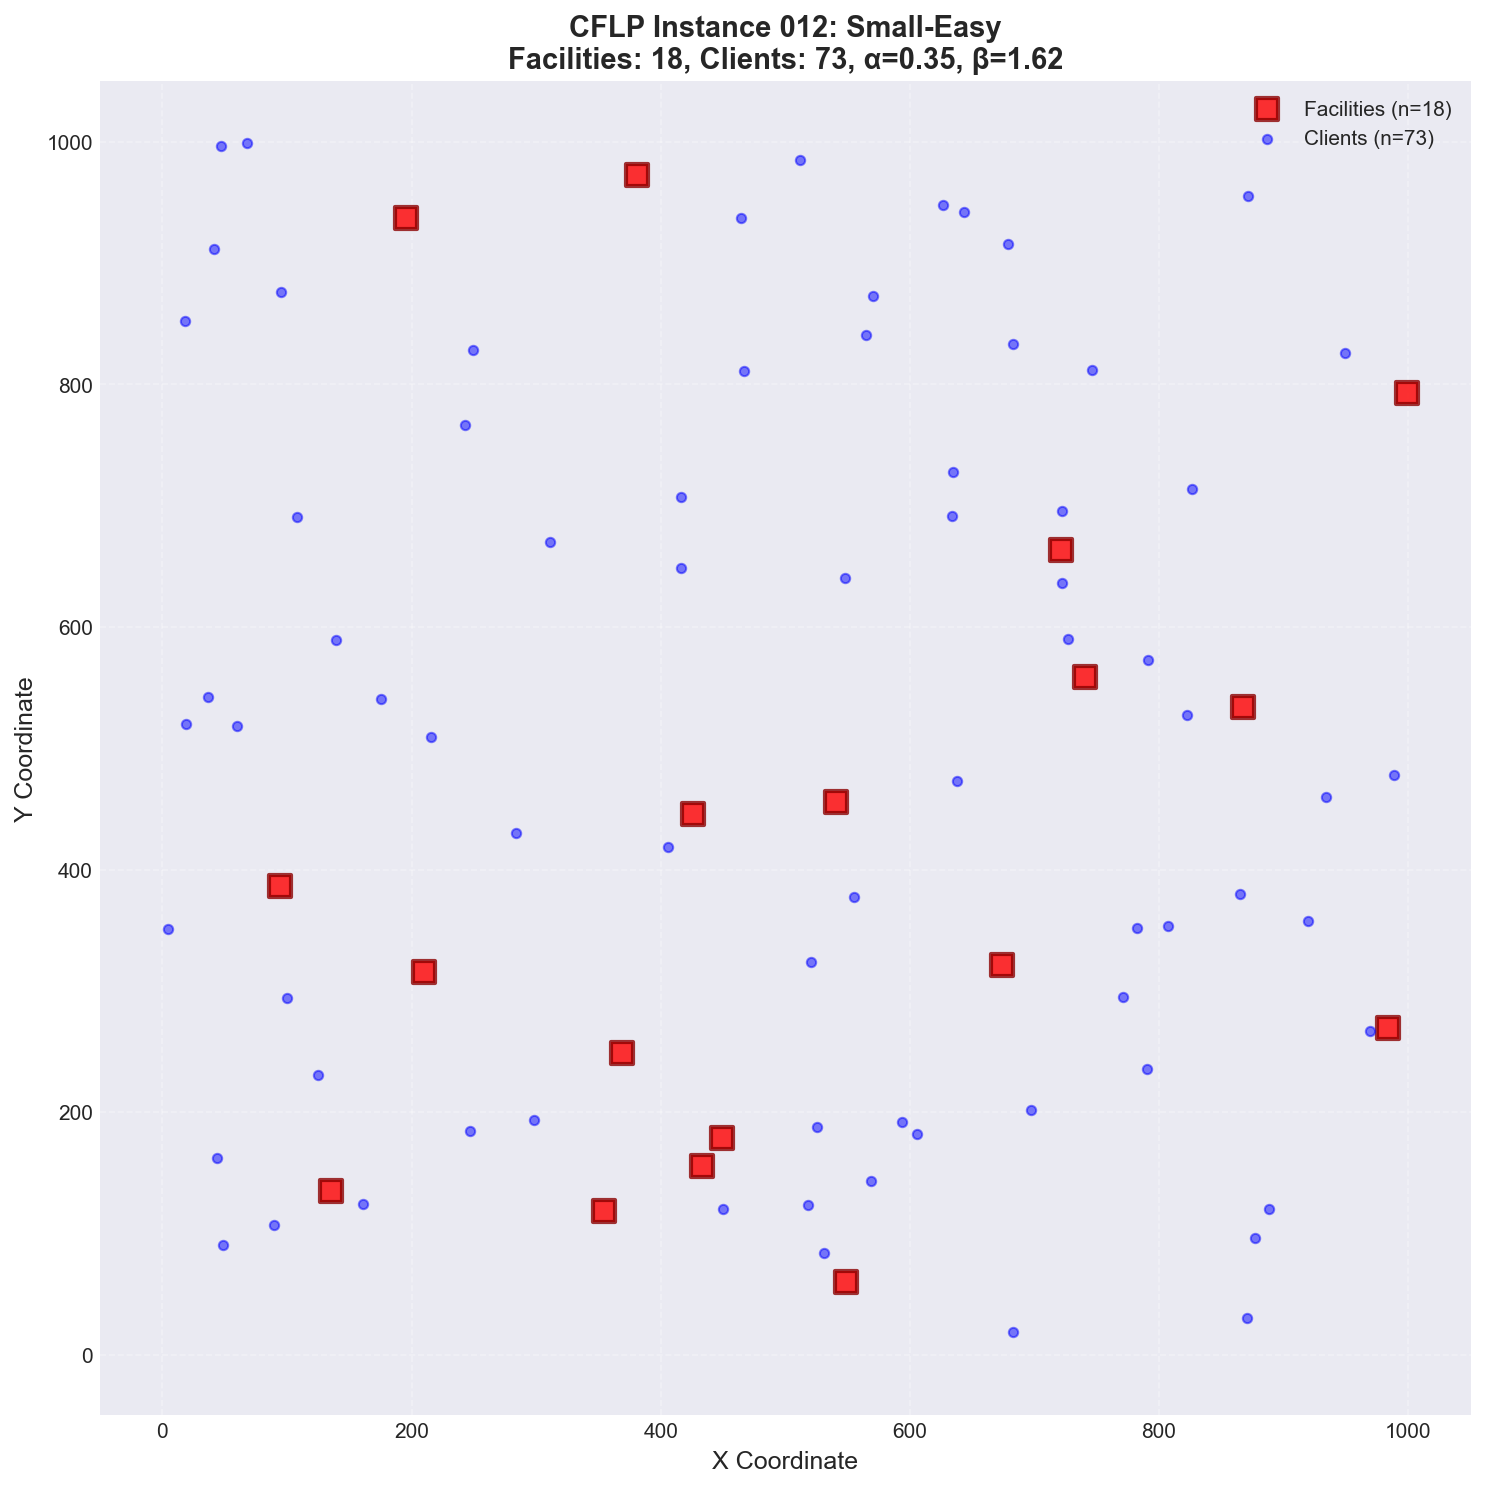 CFLP Instance 012: Small-Easy
Facilities: 18, Clients: 73, α=0.35, β=1.62
Facilities (n=18)
Clients (n=73)
Y Coordinate
1000
800
600
400
200
0
0 200 400 600 800 1000
X Coordinate